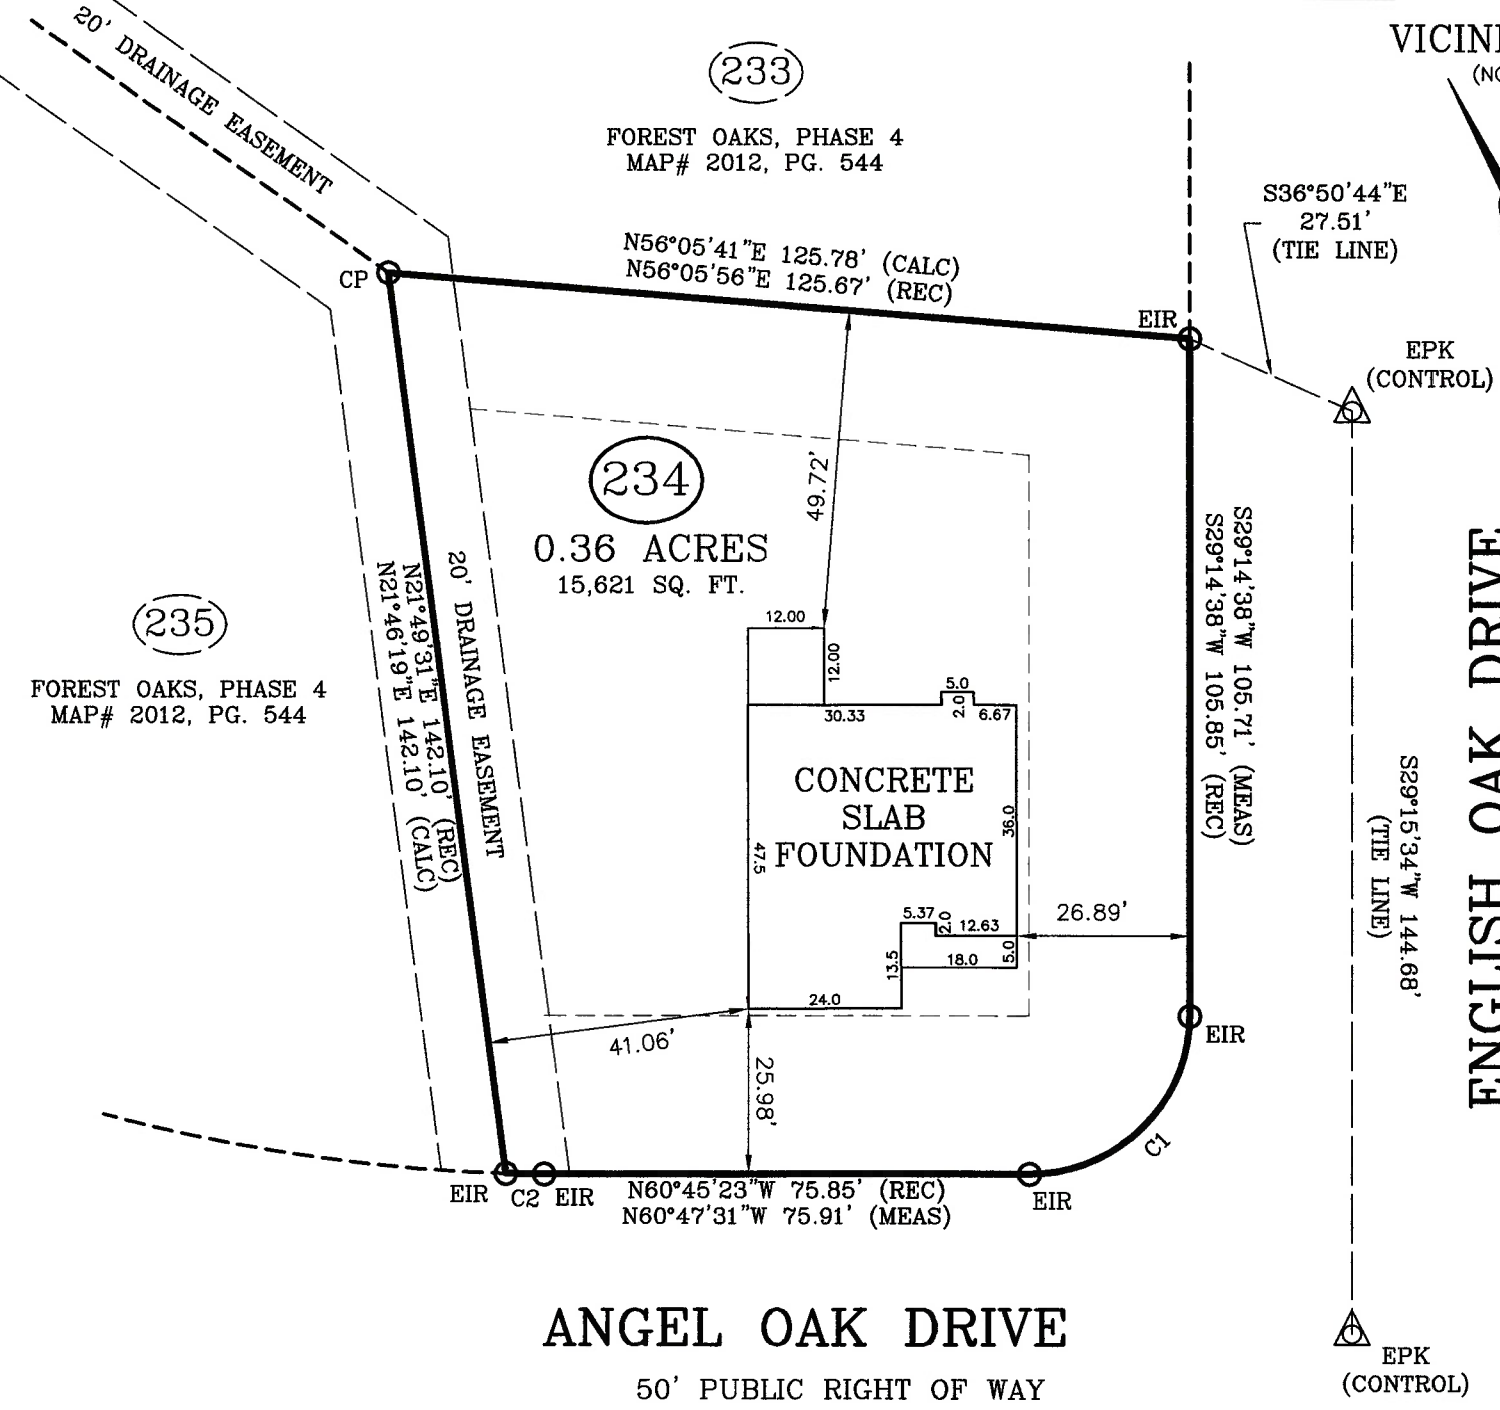 20' DRAINAGE EASEMENT
233
FOREST OAKS, PHASE 4
MAP# 2012, PG. 544
VICINI
(NO
S36°50'44"E
27.51'
(TIE LINE)
N56°05'41"E 125.78' (CALC)
N56°05'56"E 125.67' (REC)
CP
EIR
EPK
(CONTROL)
234
0.36 ACRES
15,621 SQ. FT.
49.72'
S29°14'38"W 105.71' (MEAS)
S29°14'38"W 105.85' (REC)
235
FOREST OAKS, PHASE 4
MAP# 2012, PG. 544
20' DRAINAGE EASEMENT
N21°49'31"E 142.10' (REC)
N21°46'19"E 142.10' (CALC)
12.00
12.00
5.0
2.0
30.33
6.67
CONCRETE
SLAB
FOUNDATION
36.0
47.5
5.37
2.0
12.63
26.89'
13.5
18.0
5.0
24.0
41.06'
25.98'
S29°15'34"W 144.68'
(TIE LINE)
ENGLISH OAK DRIVE
EIR
C1
EIR
C2
EIR
N60°45'23"W 75.85' (REC)
N60°47'31"W 75.91' (MEAS)
EIR
ANGEL OAK DRIVE
50' PUBLIC RIGHT OF WAY
EPK
(CONTROL)